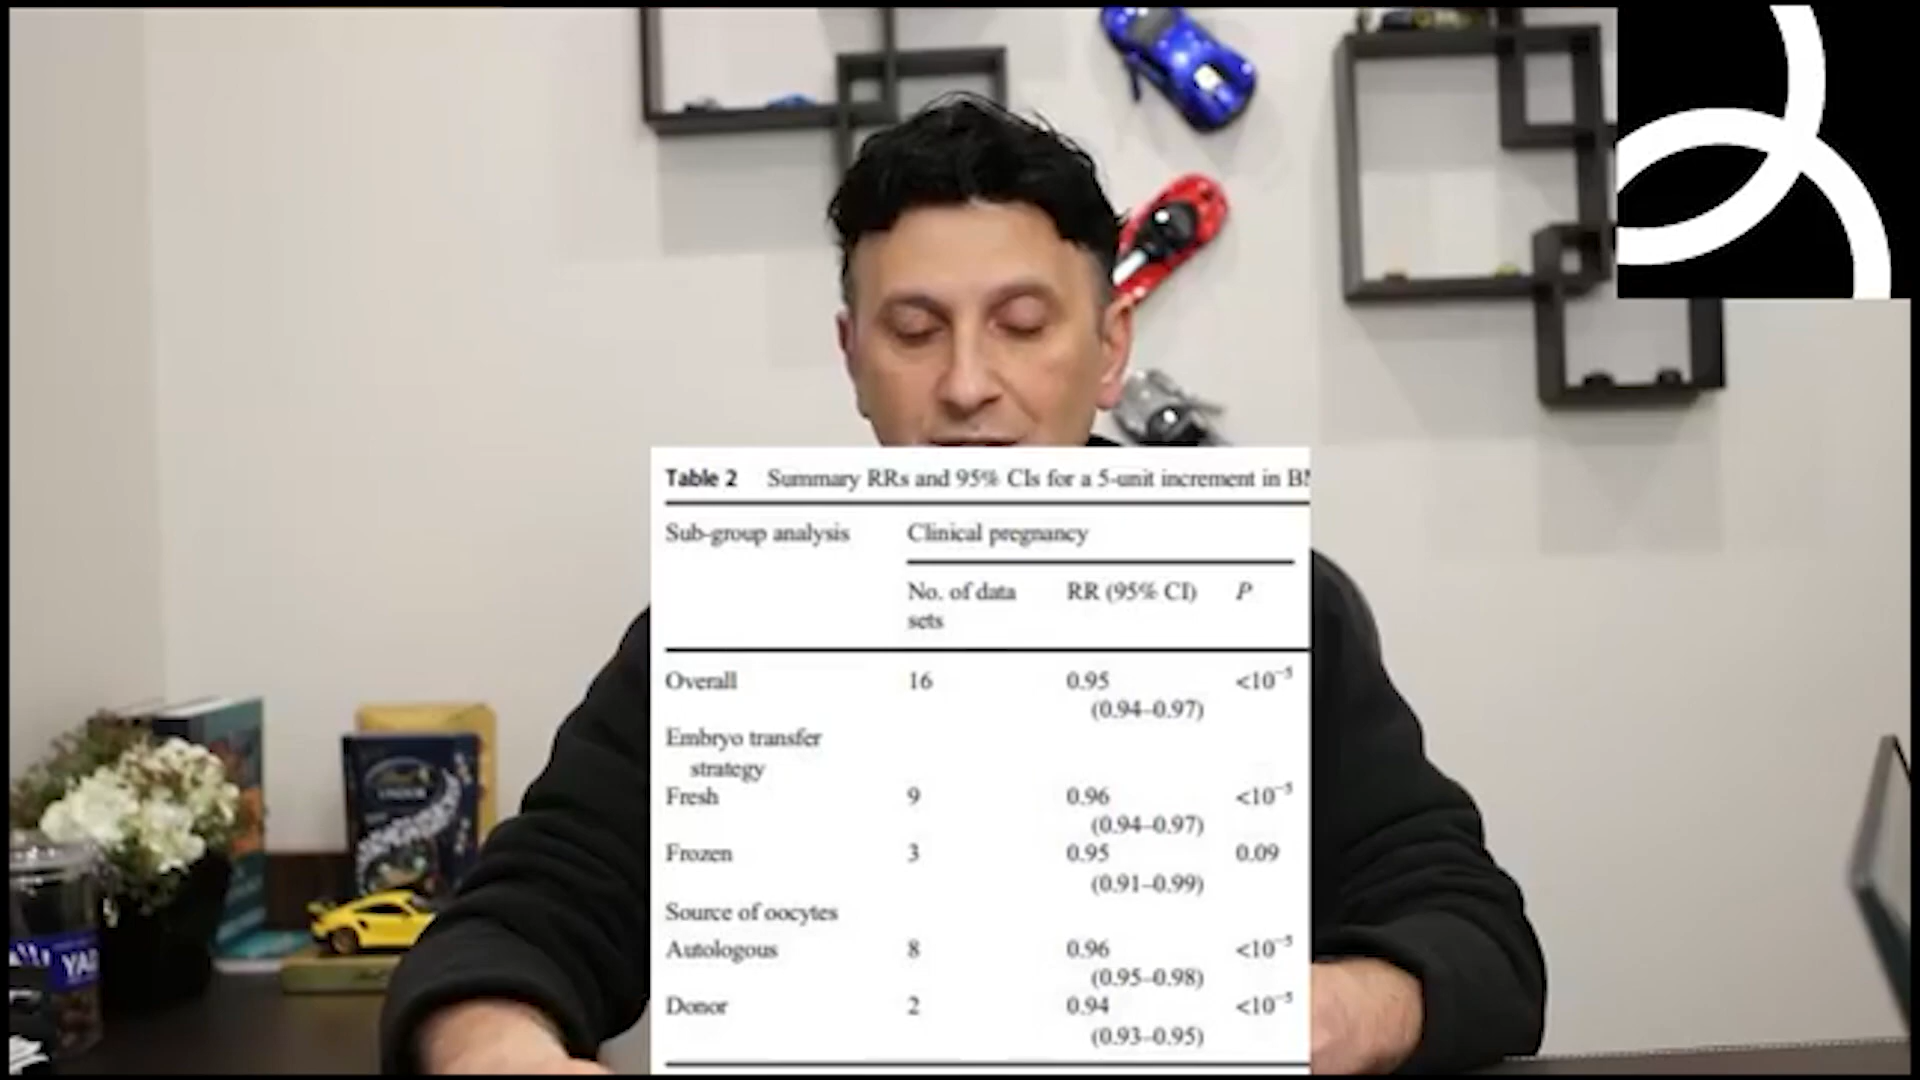 Table 2 Summary RRs and 95% CIs for a 5-unit increment in
Sub-group analysis Clinical pregnancy
No. of data RR (95% CI) P
sets
Overall 16 0.95 <10⁻⁵
(0.94–0.97)
Embryo transfer
strategy
Fresh 9 0.96 <10⁻⁵
(0.94–0.97)
Frozen 3 0.95 0.09
(0.91–0.99)
Source of oocytes
Autologous 8 0.96 <10⁻⁵
(0.95–0.98)
Donor 2 0.94 <10⁻⁵
(0.93–0.95)